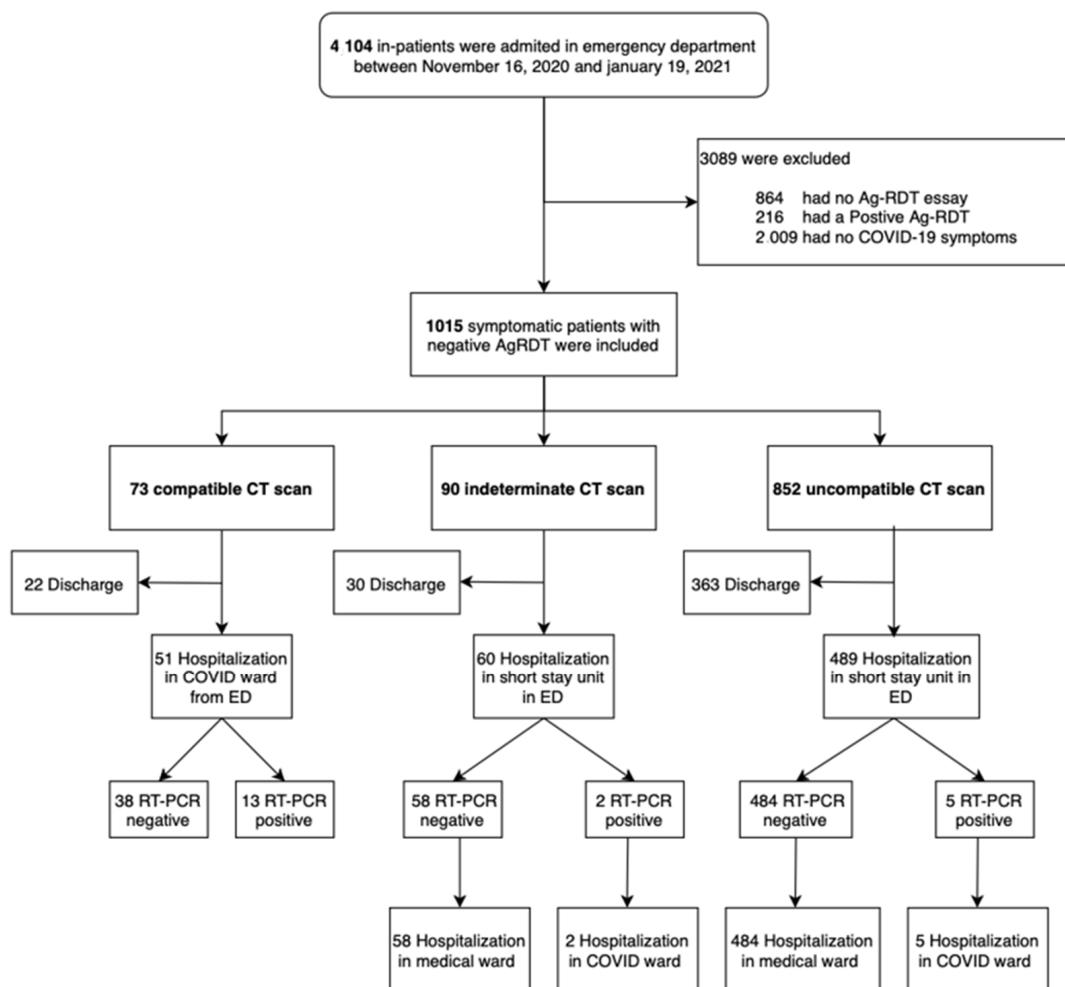 4 104 in-patients were admited in emergency department
between November 16, 2020 and january 19, 2021
3089 were excluded
864 had no Ag-RDT essay
216 had a Postive Ag-RDT
2.009 had no COVID-19 symptoms
1015 symptomatic patients with
negative AgRDT were included
73 compatible CT scan
90 indeterminate CT scan
852 uncompatible CT scan
22 Discharge
30 Discharge
363 Discharge
51 Hospitalization
in COVID ward
from ED
60 Hospitalization
in short stay unit
in ED
489 Hospitalization
in short stay unit in
ED
38 RT-PCR
negative
13 RT-PCR
positive
58 RT-PCR
negative
2 RT-PCR
positive
484 RT-PCR
negative
5 RT-PCR
positive
58 Hospitalization
in medical ward
2 Hospitalization
in COVID ward
484 Hospitalization
in medical ward
5 Hospitalization
in COVID ward